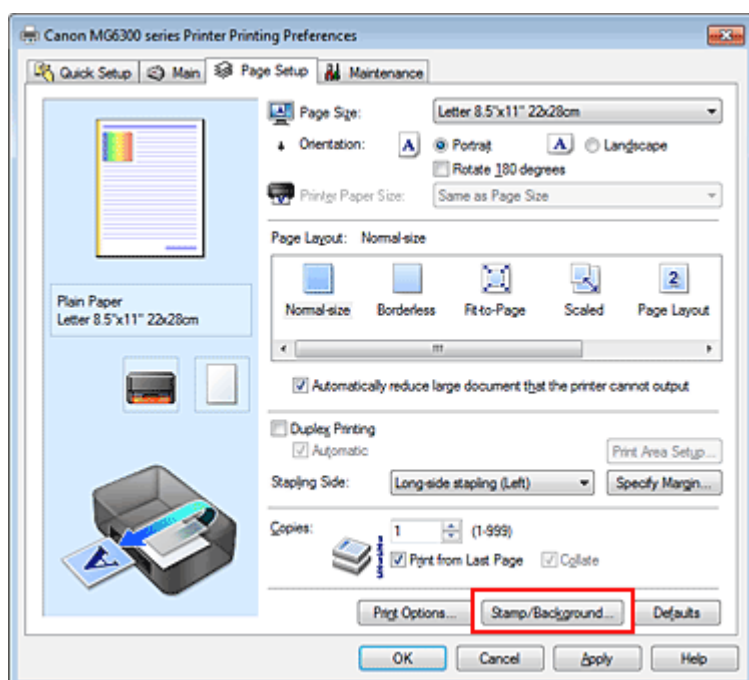 Canon MG6300 series Printer Printing Preferences
Quick Setup Main Page Setup Maintenance
Page Size: Letter 8.5"x11" 22x28cm
Orientation: A Portrait A Landscape
Rotate 180 degrees
Printer Paper Size: Same as Page Size
Page Layout: Normal-size
Plain Paper
Letter 8.5"x11" 22x28cm
2
Normal-size Borderless Fit-to-Page Scaled Page Layout
Automatically reduce large document that the printer cannot output
Duplex Printing
Automatic Print Area Setup...
Stapling Side: Long-side stapling (Left) Specify Margin...
Copies: 1 (1-999)
Print from Last Page Collate
A
Print Options... Stamp/Background... Defaults
OK Cancel Apply Help